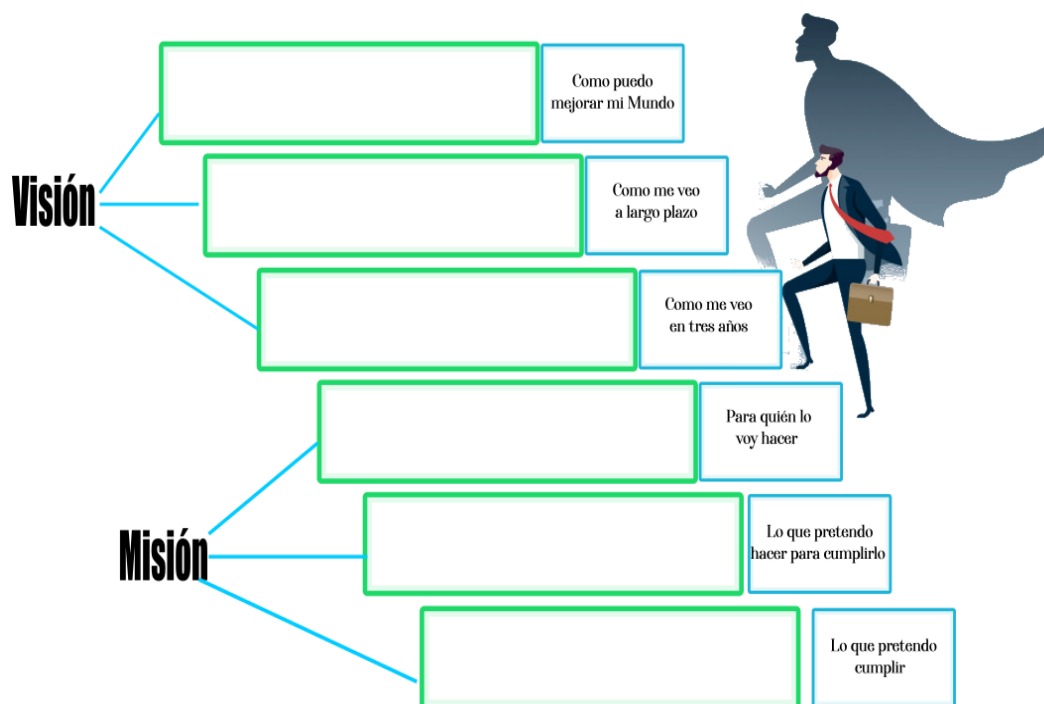 Como puedo
mejorar mi Mundo
Visión
Como me veo
a largo plazo
Como me veo
en tres años
Para quién lo
voy hacer
Misión
Lo que pretendo
hacer para cumplirlo
Lo que pretendo
cumplir